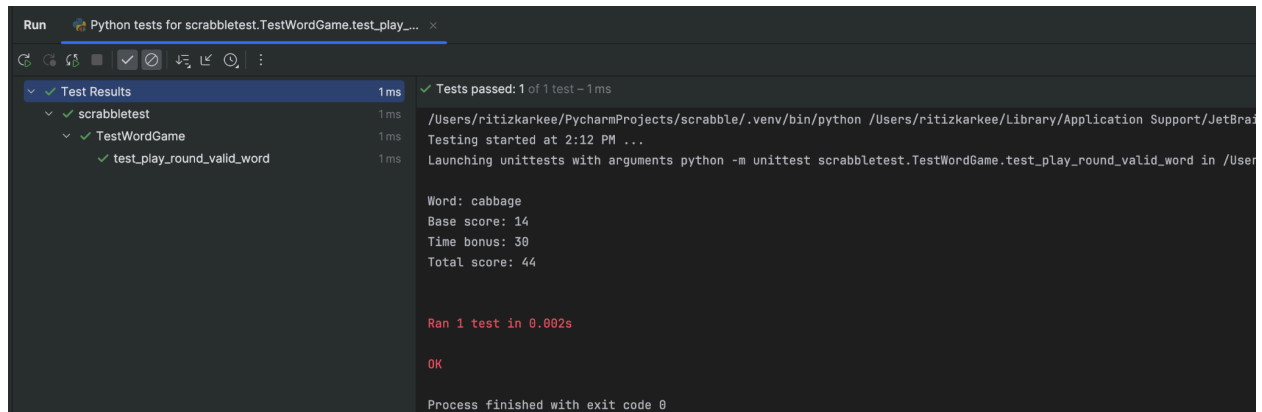 Run Python tests for scrabbletest.TestWordGame.test_play_... ×
Test Results 1 ms
scrabbletest 1 ms
TestWordGame 1 ms
test_play_round_valid_word 1 ms
Tests passed: 1 of 1 test – 1 ms
/Users/ritizkarkee/PycharmProjects/scrabble/.venv/bin/python /Users/ritizkarkee/Library/Application Support/JetBrai
Testing started at 2:12 PM ...
Launching unittests with arguments python -m unittest scrabbletest.TestWordGame.test_play_round_valid_word in /User
Word: cabbage
Base score: 14
Time bonus: 30
Total score: 44
Ran 1 test in 0.002s
OK
Process finished with exit code 0